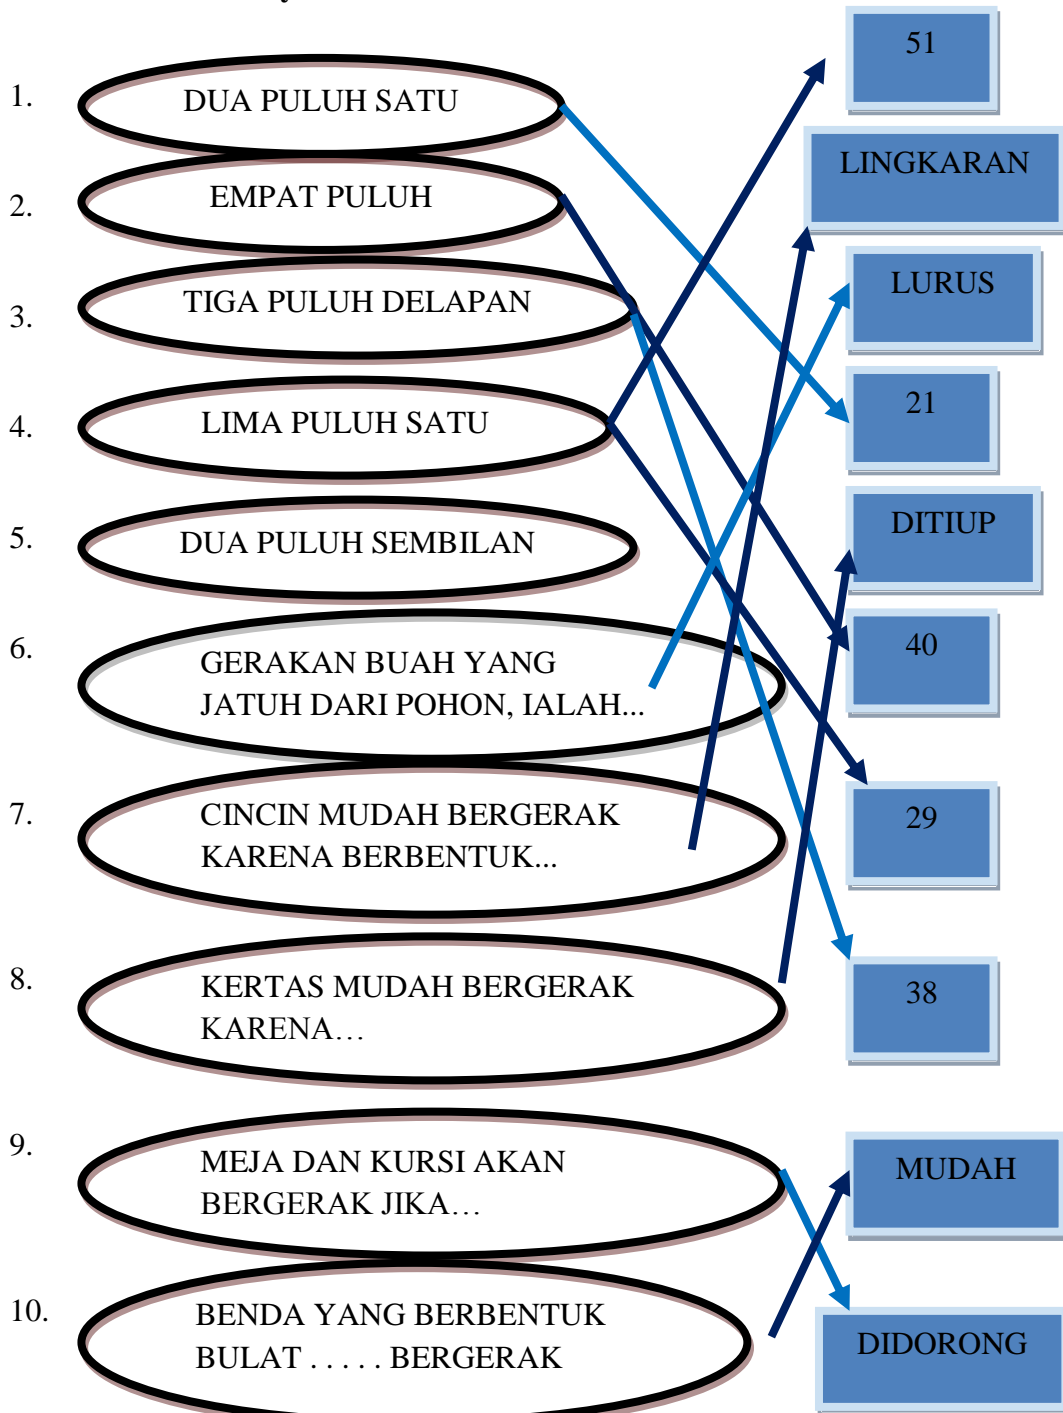 51
1.
DUA PULUH SATU
LINGKARAN
2.
EMPAT PULUH
LURUS
3.
TIGA PULUH DELAPAN
21
4.
LIMA PULUH SATU
DITIUP
5.
DUA PULUH SEMBILAN
40
6.
GERAKAN BUAH YANG
JATUH DARI POHON, IALAH...
29
7.
CINCIN MUDAH BERGERAK
KARENA BERBENTUK...
38
8.
KERTAS MUDAH BERGERAK
KARENA…
9.
MEJA DAN KURSI AKAN
BERGERAK JIKA…
MUDAH
10.
BENDA YANG BERBENTUK
BULAT . . . . . BERGERAK
DIDORONG